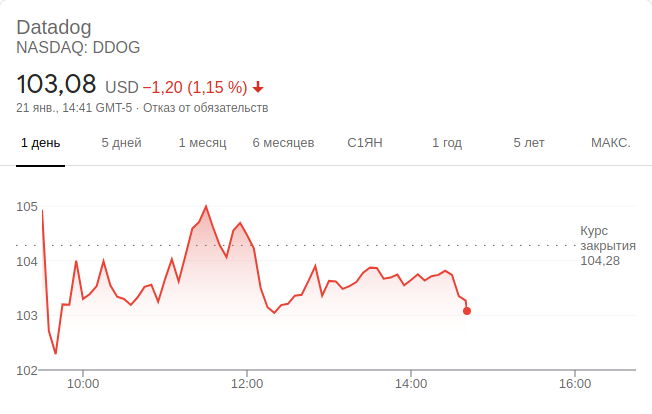 Datadog
NASDAQ: DDOG
103,08 USD −1,20 (1,15 %)
21 янв., 14:41 GMT-5 · Отказ от обязательств
1 день 5 дней 1 месяц 6 месяцев С1ЯН 1 год 5 лет МАКС.
105
Курс
закрытия
104,28
104
103
102
10:00 12:00 14:00 16:00